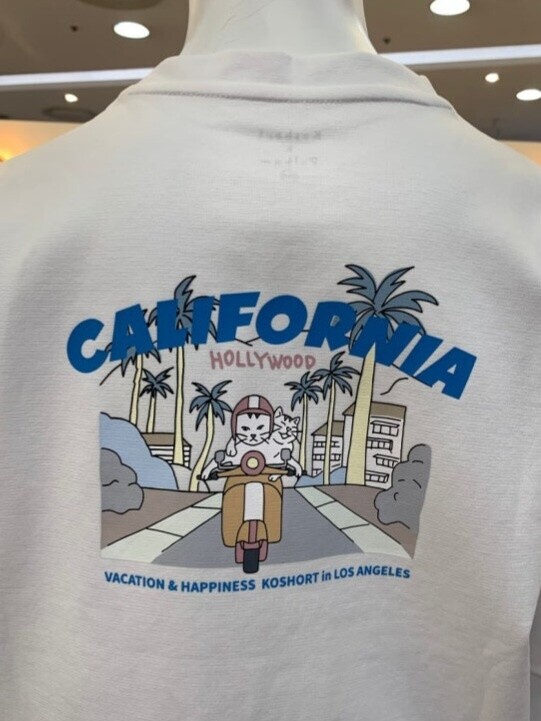 CALIFORNIA
HOLLYWOOD
VACATION & HAPPINESS KOSHORT in LOS ANGELES